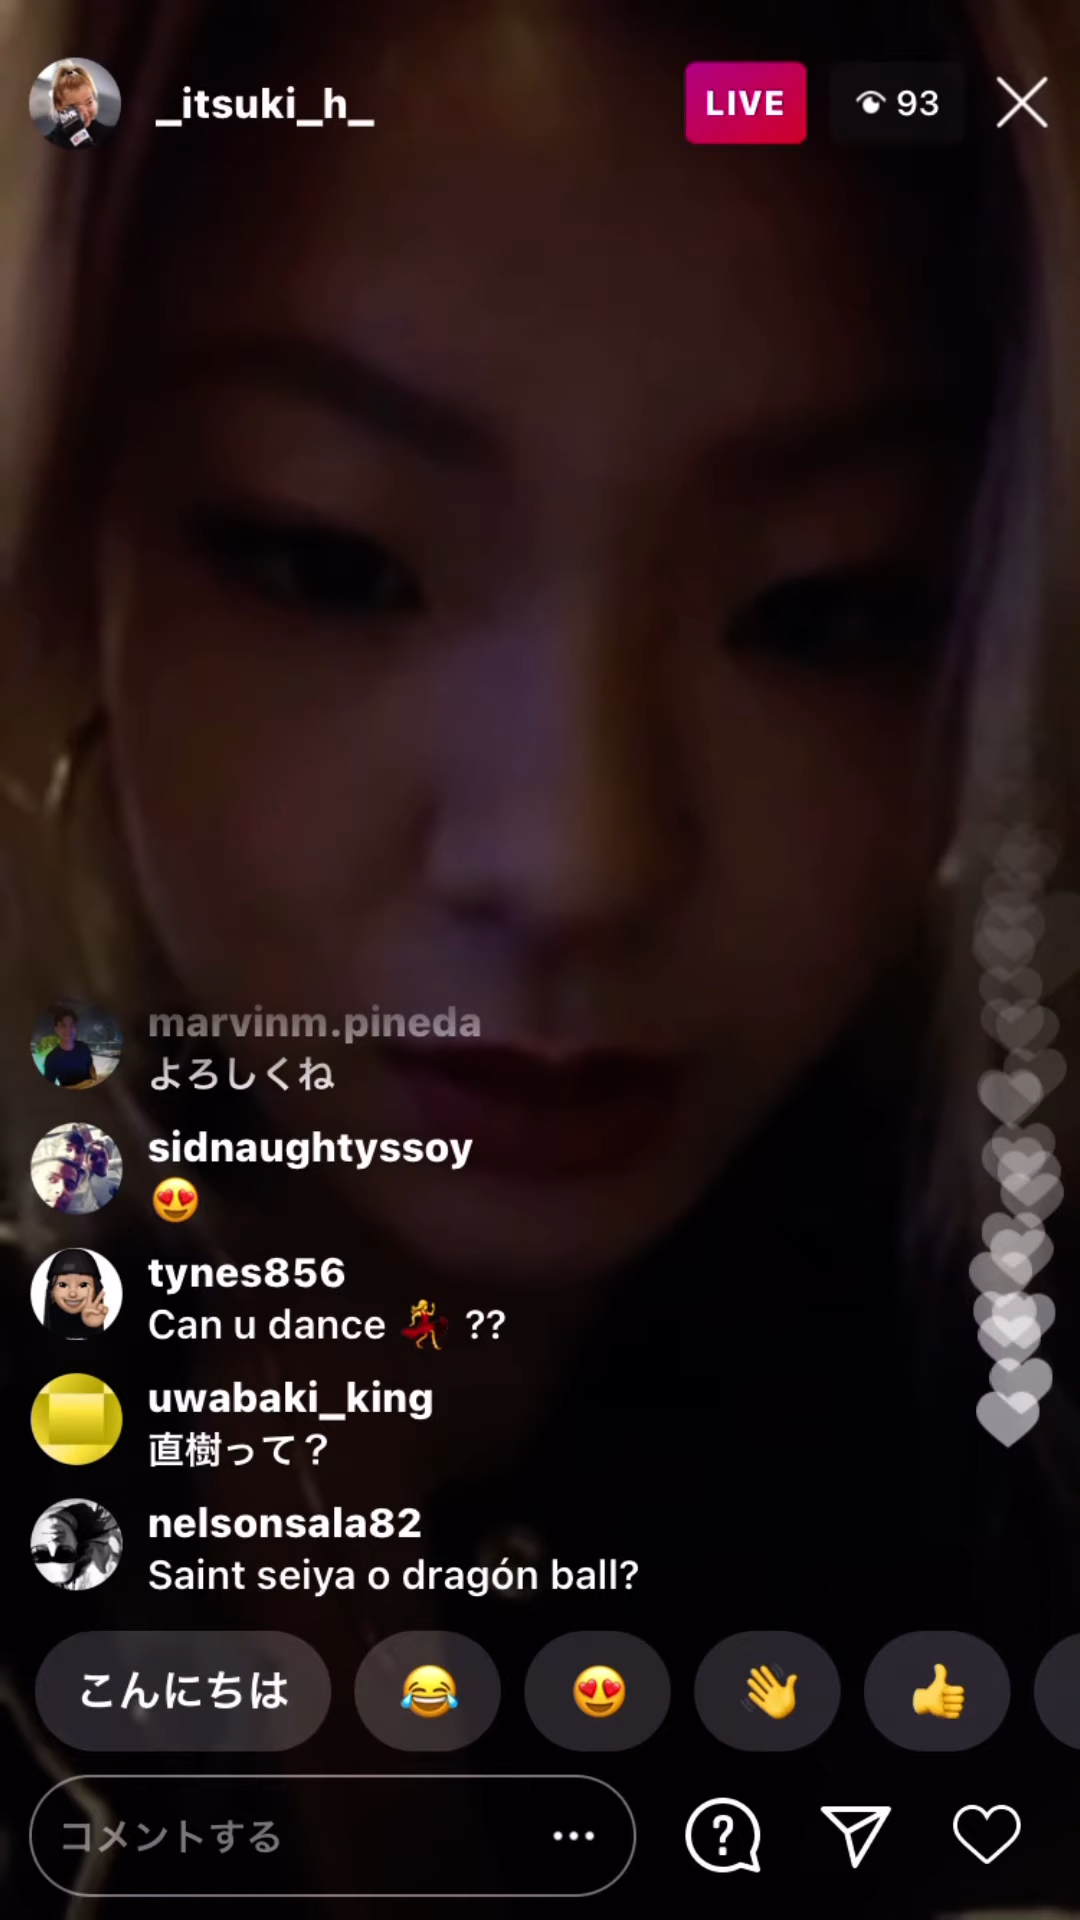 _itsuki_h_
LIVE
93
marvinm.pineda
よろしくね
sidnaughtyssoy
😍
tynes856
Can u dance 💃 ??
uwabaki_king
直樹って？
nelsonsala82
Saint seiya o dragón ball?
こんにちは 😂 😍 👋 👍
コメントする